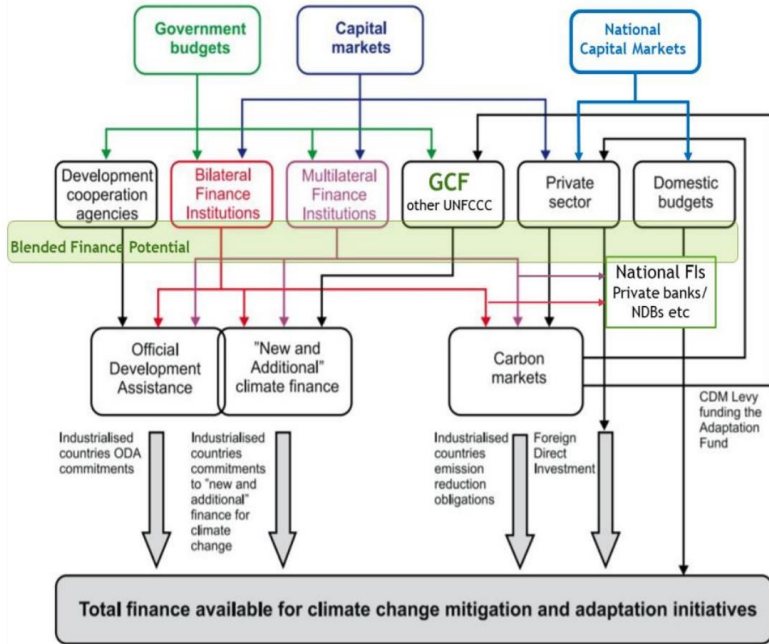 Government
budgets
Capital
markets
National
Capital Markets
Development
cooperation
agencies
Bilateral
Finance
Institutions
Multilateral
Finance
Institutions
GCF
other UNFCCC
Private
sector
Domestic
budgets
Blended Finance Potential
National FIs
Private banks/
NDBs etc
Official
Development
Assistance
"New and
Additional"
climate finance
Carbon
markets
CDM Levy
funding the
Adaptation
Fund
Industrialised
countries ODA
commitments
Industrialised
countries
commitments
to "new and
additional"
finance for
climate
change
Industrialised
countries
emission
reduction
obligations
Foreign
Direct
Investment
Total finance available for climate change mitigation and adaptation initiatives